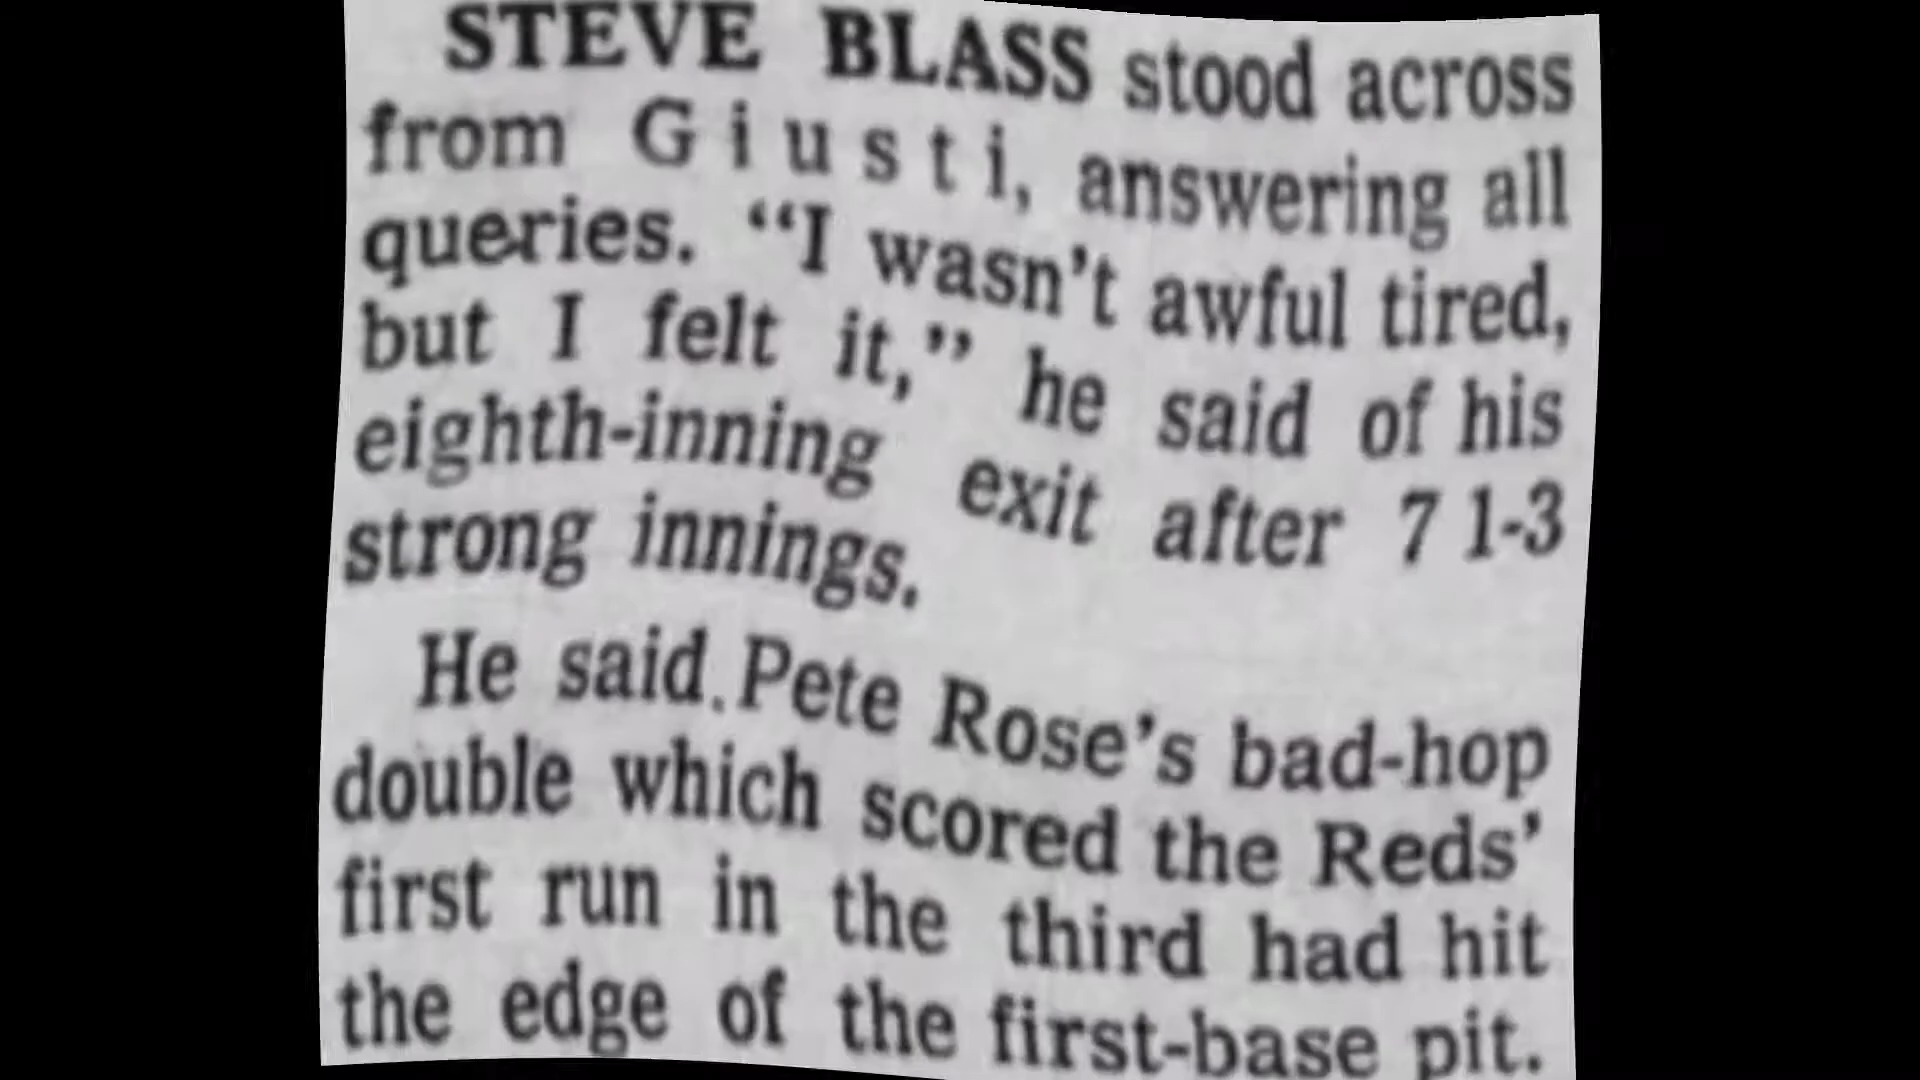 STEVE BLASS stood across
from Giusti, answering all
queries. “I wasn’t awful tired,
but I felt it,” he said of his
eighth-inning exit after 7 1-3
strong innings.
He said.Pete Rose’s bad-hop
double which scored the Reds’
first run in the third had hit
the edge of the first-base pit.